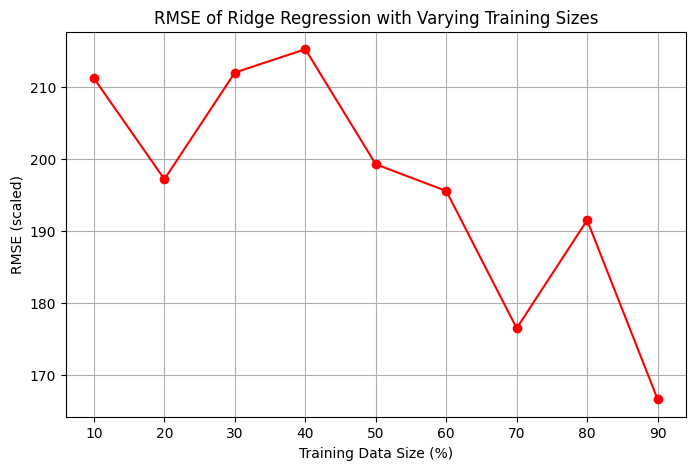 RMSE of Ridge Regression with Varying Training Sizes
RMSE (scaled)
210
200
190
180
170
10 20 30 40 50 60 70 80 90
Training Data Size (%)